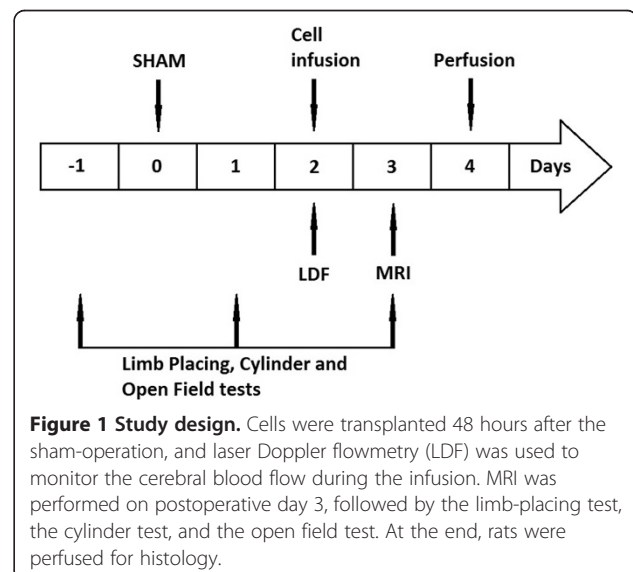 Cell
SHAM infusion Perfusion
-1 0 1 2 3 4 Days
LDF MRI
Limb Placing, Cylinder and
Open Field tests
Figure 1 Study design. Cells were transplanted 48 hours after the
sham-operation, and laser Doppler flowmetry (LDF) was used to
monitor the cerebral blood flow during the infusion. MRI was
performed on postoperative day 3, followed by the limb-placing test,
the cylinder test, and the open field test. At the end, rats were
perfused for histology.